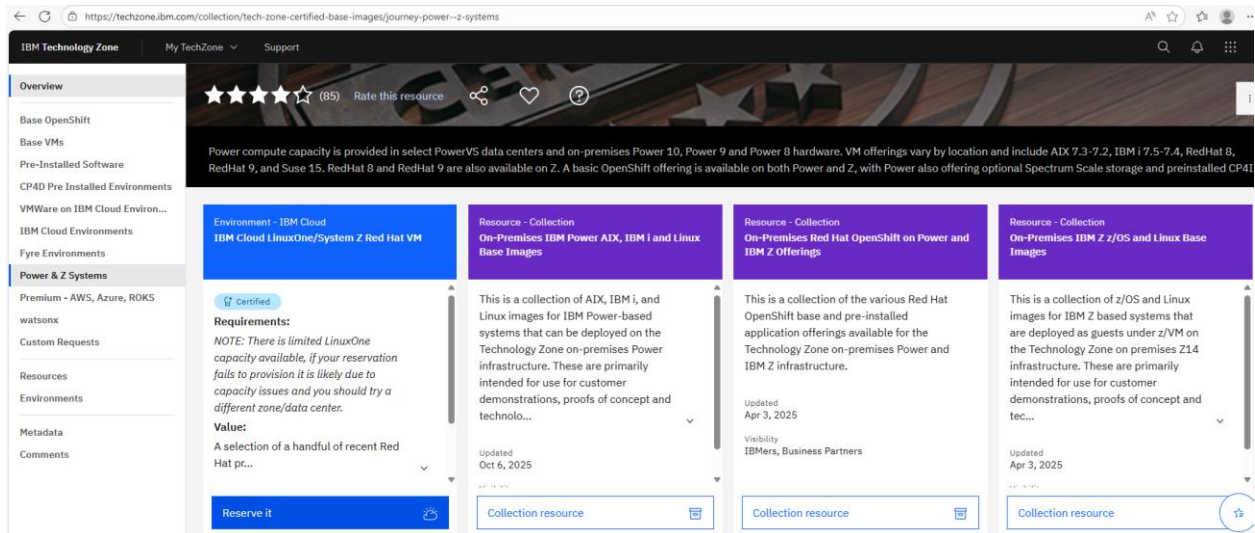 https://techzone.ibm.com/collection/tech-zone-certified-base-images/journey-power--z-systems
IBM Technology Zone
My TechZone
Support
Overview
Base OpenShift
Base VMs
Pre-Installed Software
CP4D Pre Installed Environments
VMWare on IBM Cloud Environ...
IBM Cloud Environments
Fyre Environments
Power & Z Systems
Premium - AWS, Azure, ROKS
watsonx
Custom Requests
Resources
Environments
Metadata
Comments
(85) Rate this resource
Power compute capacity is provided in select PowerVS data centers and on-premises Power 10, Power 9 and Power 8 hardware. VM offerings vary by location and include AIX 7.3-7.2, IBM i 7.5-7.4, RedHat 8,
RedHat 9, and Suse 15. RedHat 8 and RedHat 9 are also available on Z. A basic OpenShift offering is available on both Power and Z, with Power also offering optional Spectrum Scale storage and preinstalled CP4I
Environment - IBM Cloud
IBM Cloud LinuxOne/System Z Red Hat VM
Certified
Requirements:
NOTE: There is limited LinuxOne
capacity available, if your reservation
fails to provision it is likely due to
capacity issues and you should try a
different zone/data center.
Value:
A selection of a handful of recent Red
Hat pr...
Reserve it
Resource - Collection
On-Premises IBM Power AIX, IBM i and Linux
Base Images
This is a collection of AIX, IBM i, and
Linux images for IBM Power-based
systems that can be deployed on the
Technology Zone on-premises Power
infrastructure. These are primarily
intended for use for customer
demonstrations, proofs of concept and
technolo...
Updated
Oct 6, 2025
Collection resource
Resource - Collection
On-Premises Red Hat OpenShift on Power and
IBM Z Offerings
This is a collection of the various Red Hat
OpenShift base and pre-installed
application offerings available for the
Technology Zone on-premises Power and
IBM Z infrastructure.
Updated
Apr 3, 2025
Visibility
IBMers, Business Partners
Collection resource
Resource - Collection
On-Premises IBM Z z/OS and Linux Base
Images
This is a collection of z/OS and Linux
images for IBM Z based systems that
are deployed as guests under z/VM on
the Technology Zone on premises Z14
infrastructure. These are primarily
intended for use for customer
demonstrations, proofs of concept and
tec...
Updated
Apr 3, 2025
Collection resource